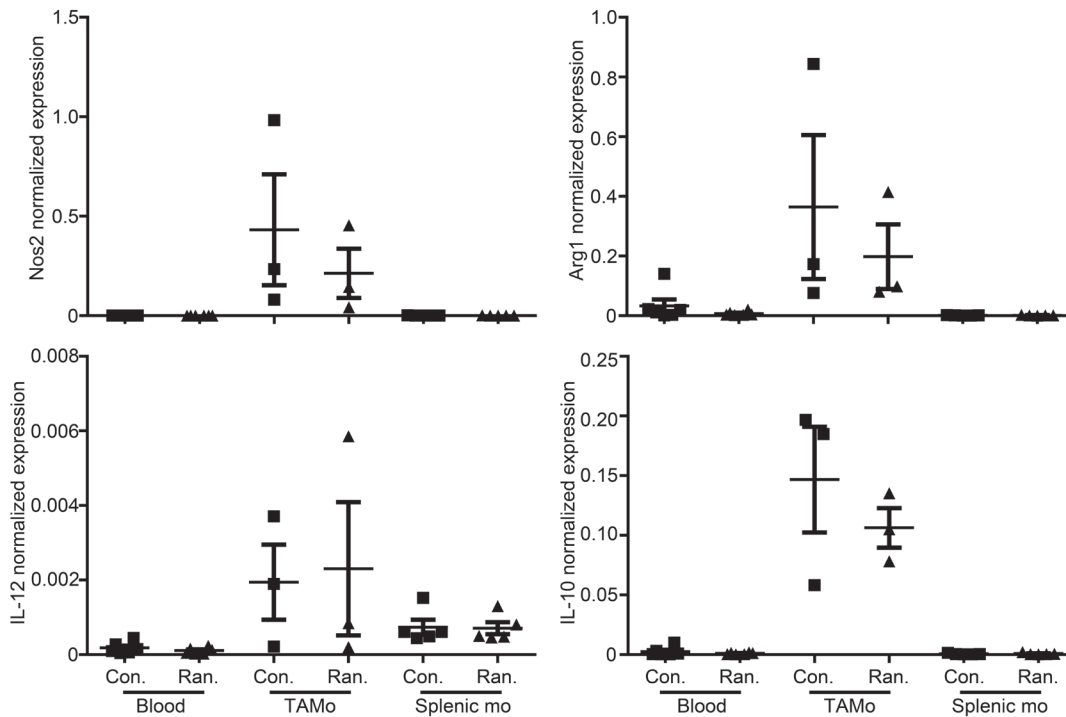 Nos2 normalized expression
1.5
1.0
0.5
0
Arg1 normalized expression
1.0
0.8
0.6
0.4
0.2
0
IL-12 normalized expression
0.008
0.006
0.004
0.002
0
Con. Ran. Con. Ran. Con. Ran.
Blood TAMo Splenic mo
IL-10 normalized expression
0.25
0.20
0.15
0.10
0.05
0
Con. Ran. Con. Ran. Con. Ran.
Blood TAMo Splenic mo